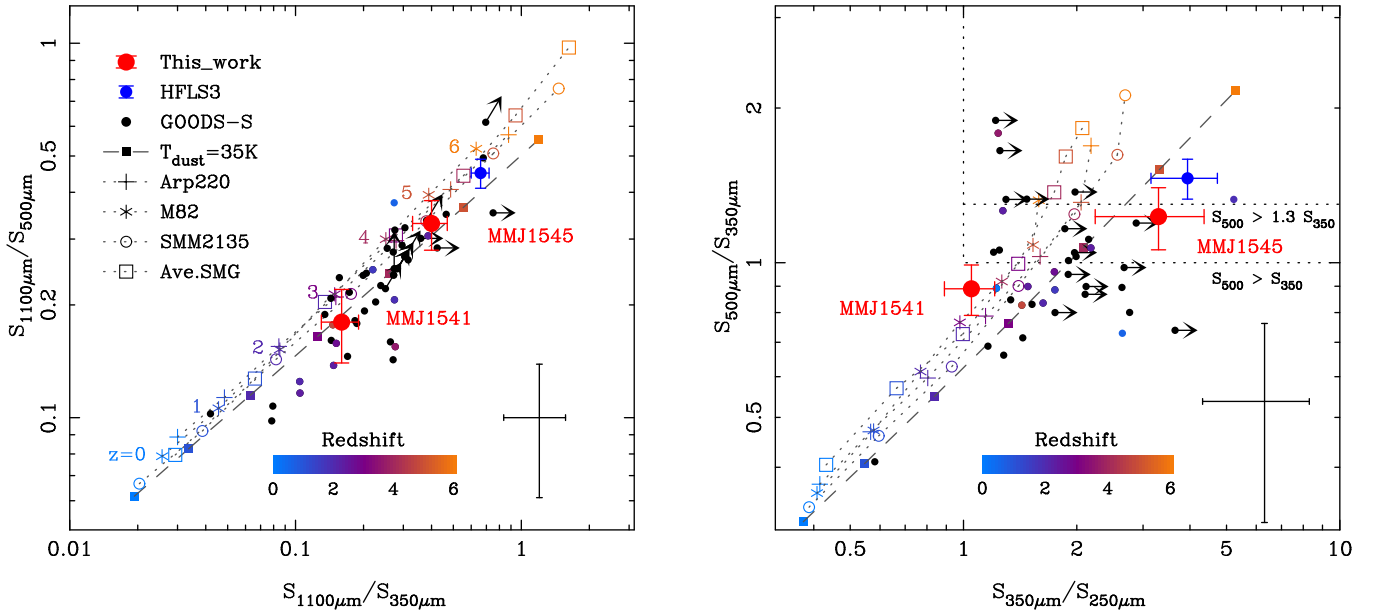 S1100μm/S500μm
1
0.5
0.2
0.1
This_work
HFLS3
GOODS-S
Tdust=35K
Arp220
M82
SMM2135
Ave.SMG
6
5
4
3
2
1
z=0
MMJ1545
MMJ1541
Redshift
0 2 4 6
0.01 0.1 1
S1100μm/S350μm
S500μm/S350μm
2
1
0.5
S500 > 1.3 S350
MMJ1545
S500 > S350
MMJ1541
Redshift
0 2 4 6
0.5 1 2 5 10
S350μm/S250μm